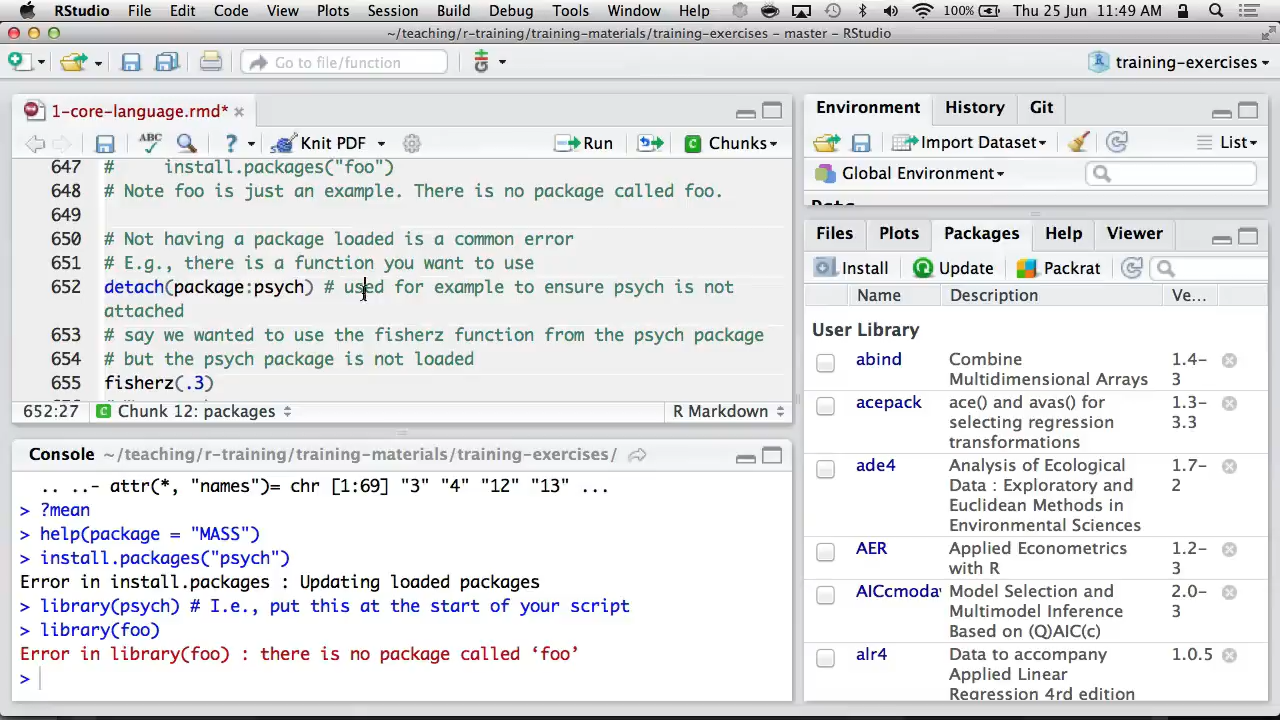 RStudio File Edit Code View Plots Session Build Debug Tools Window Help 100% Thu 25 Jun 11:49 AM
~/teaching/r-training/training-materials/training-exercises - master - RStudio
Go to file/function training-exercises
1-core-language.rmd*
ABC ? Knit PDF Run Chunks
647 # install.packages("foo")
648 # Note foo is just an example. There is no package called foo.
649
650 # Not having a package loaded is a common error
651 # E.g., there is a function you want to use
652 detach(package:psych) # used for example to ensure psych is not
attached
653 # say we wanted to use the fisherz function from the psych package
654 # but the psych package is not loaded
655 fisherz(.3)
652:27 C Chunk 12: packages R Markdown
Console ~/teaching/r-training/training-materials/training-exercises/
.. ..- attr(*, "names")= chr [1:69] "3" "4" "12" "13" ...
> ?mean
> help(package = "MASS")
> install.packages("psych")
Error in install.packages : Updating loaded packages
> library(psych) # I.e., put this at the start of your script
> library(foo)
Error in library(foo) : there is no package called ‘foo’
>
Environment History Git
Import Dataset List
Global Environment
Files Plots Packages Help Viewer
Install Update Packrat
Name Description Ve...
User Library
abind Combine 1.4-
Multidimensional Arrays 3
acepack ace() and avas() for 1.3-
selecting regression 3.3
transformations
ade4 Analysis of Ecological 1.7-
Data : Exploratory and 2
Euclidean Methods in
Environmental Sciences
AER Applied Econometrics 1.2-
with R 3
AICcmodav Model Selection and 2.0-
Multimodel Inference 3
Based on (Q)AIC(c)
alr4 Data to accompany 1.0.5
Applied Linear
Regression 4rd edition